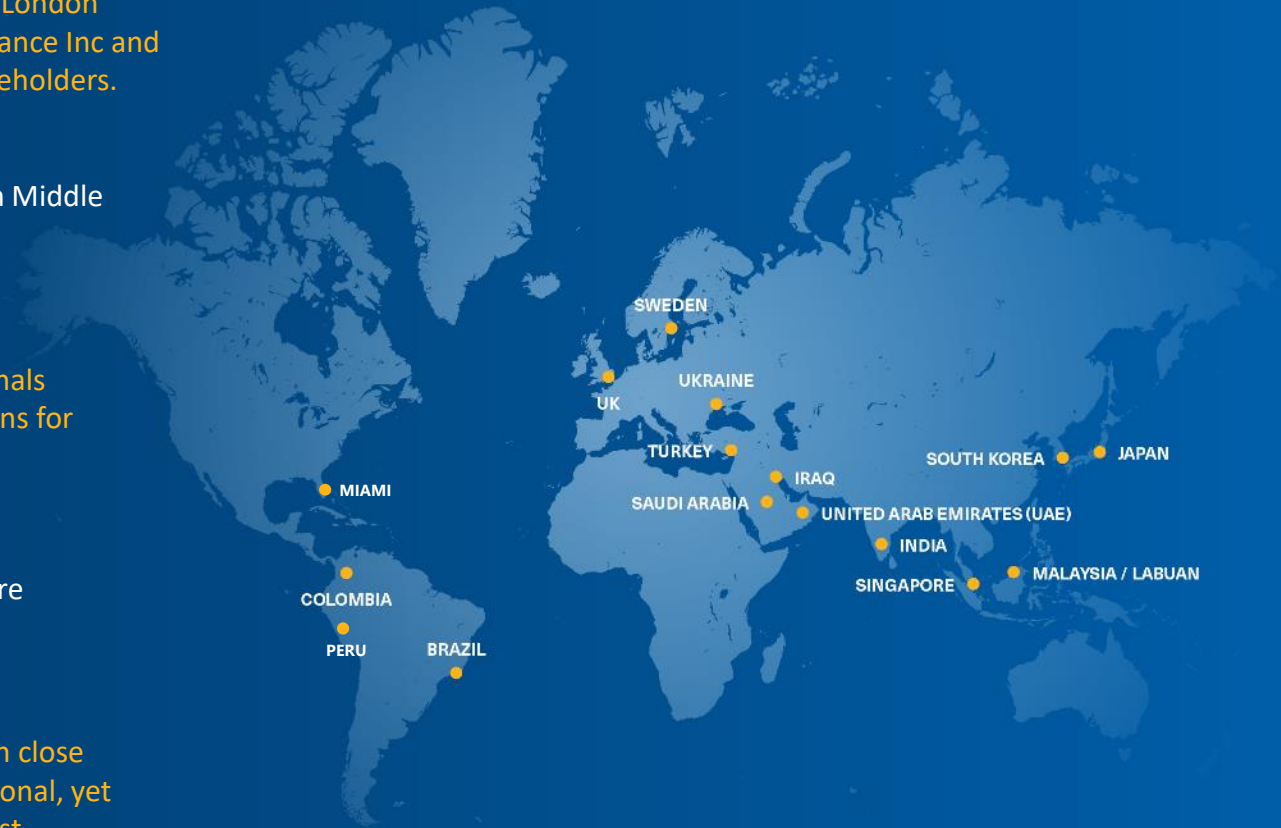 London
ance Inc and
eholders.
n Middle
nals
ns for
re
n close
onal, yet
SWEDEN
UK
UKRAINE
TURKEY
IRAQ
SAUDI ARABIA
UNITED ARAB EMIRATES (UAE)
SOUTH KOREA
JAPAN
INDIA
SINGAPORE
MALAYSIA / LABUAN
MIAMI
COLOMBIA
PERU
BRAZIL